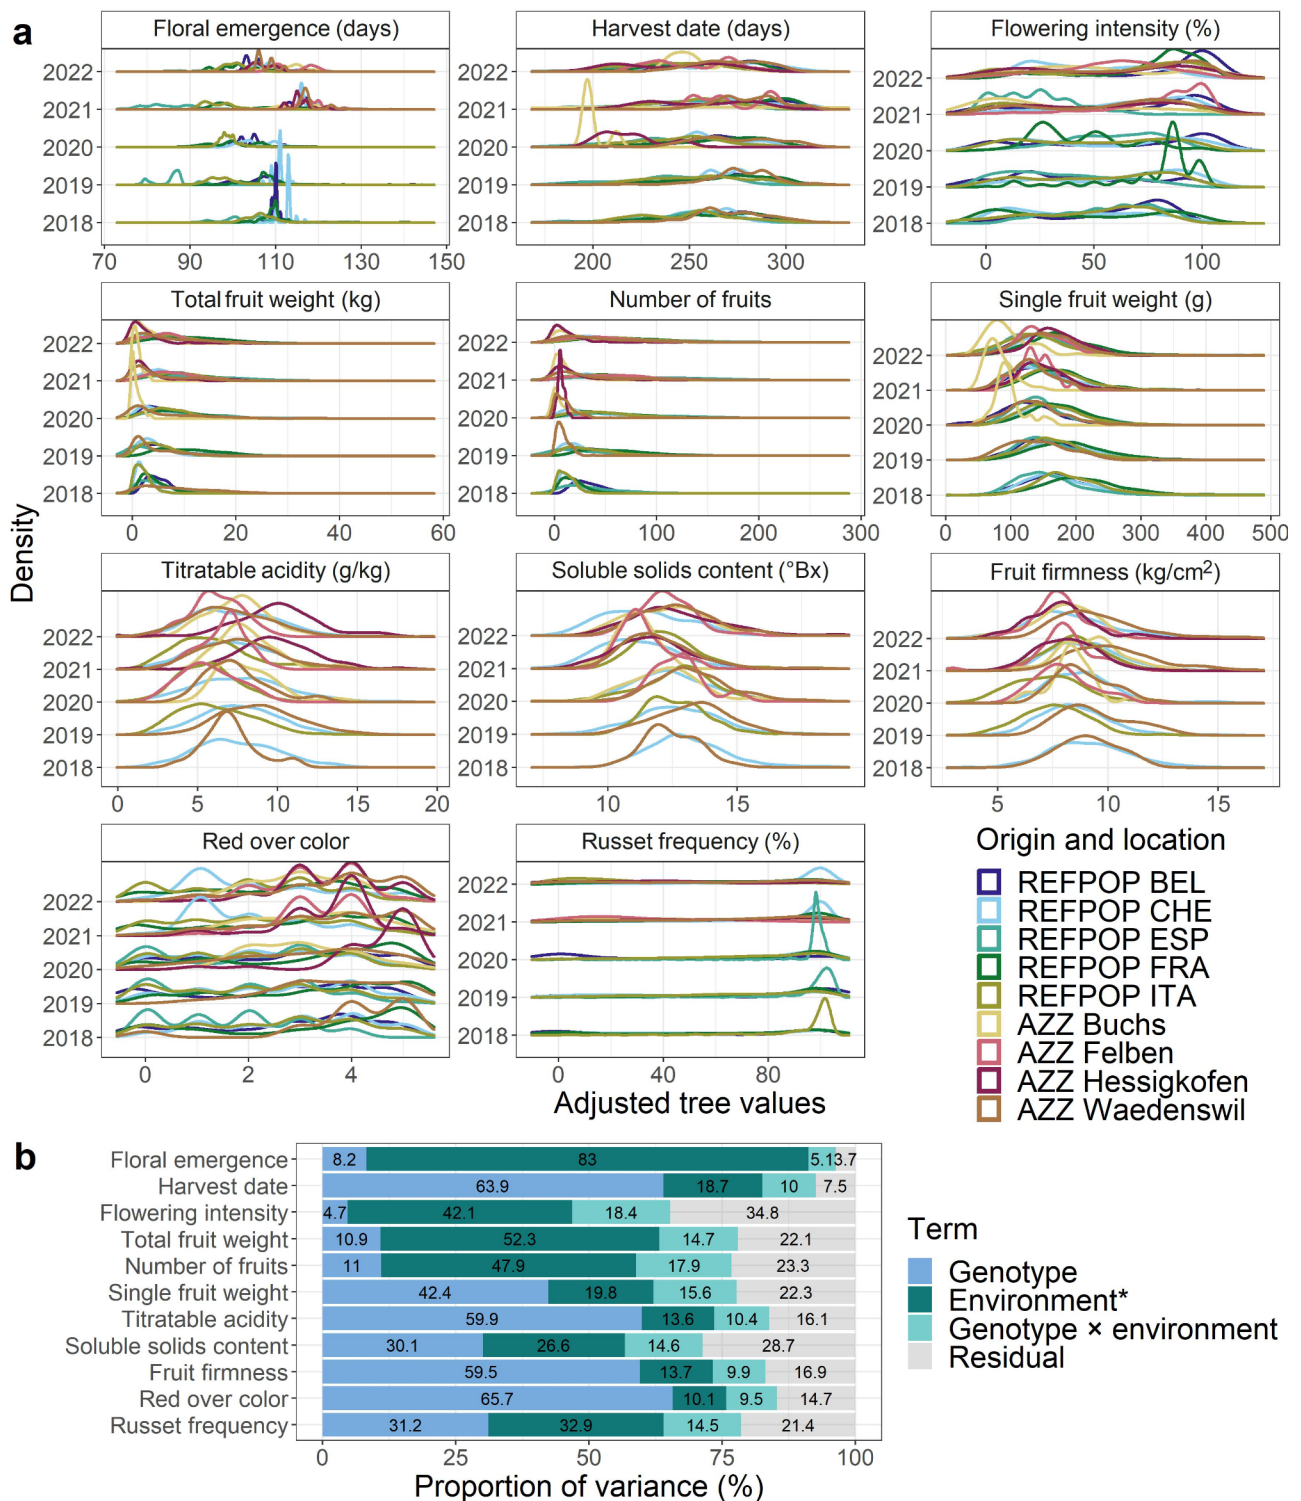 a
Floral emergence (days)
Harvest date (days)
Flowering intensity (%)
2022
2021
2020
2019
2018
70 90 110 130 150
2022
2021
2020
2019
2018
200 250 300
2022
2021
2020
2019
2018
0 50 100
Total fruit weight (kg)
Number of fruits
Single fruit weight (g)
2022
2021
2020
2019
2018
0 20 40 60
2022
2021
2020
2019
2018
0 100 200 300
2022
2021
2020
2019
2018
0 100 200 300 400 500
Density
Titratable acidity (g/kg)
Soluble solids content (°Bx)
Fruit firmness (kg/cm²)
2022
2021
2020
2019
2018
0 5 10 15 20
2022
2021
2020
2019
2018
10 15
2022
2021
2020
2019
2018
5 10 15
Red over color
Russet frequency (%)
2022
2021
2020
2019
2018
0 2 4
2022
2021
2020
2019
2018
0 40 80
Adjusted tree values
Origin and location
REFPOP BEL
REFPOP CHE
REFPOP ESP
REFPOP FRA
REFPOP ITA
AZZ Buchs
AZZ Felben
AZZ Hessigkofen
AZZ Waedenswil
b
Floral emergence 8.2 83 5.1 3.7
Harvest date 63.9 18.7 10 7.5
Flowering intensity 4.7 42.1 18.4 34.8
Total fruit weight 10.9 52.3 14.7 22.1
Number of fruits 11 47.9 17.9 23.3
Single fruit weight 42.4 19.8 15.6 22.3
Titratable acidity 59.9 13.6 10.4 16.1
Soluble solids content 30.1 26.6 14.6 28.7
Fruit firmness 59.5 13.7 9.9 16.9
Red over color 65.7 10.1 9.5 14.7
Russet frequency 31.2 32.9 14.5 21.4
0 25 50 75 100
Proportion of variance (%)
Term
Genotype
Environment*
Genotype × environment
Residual